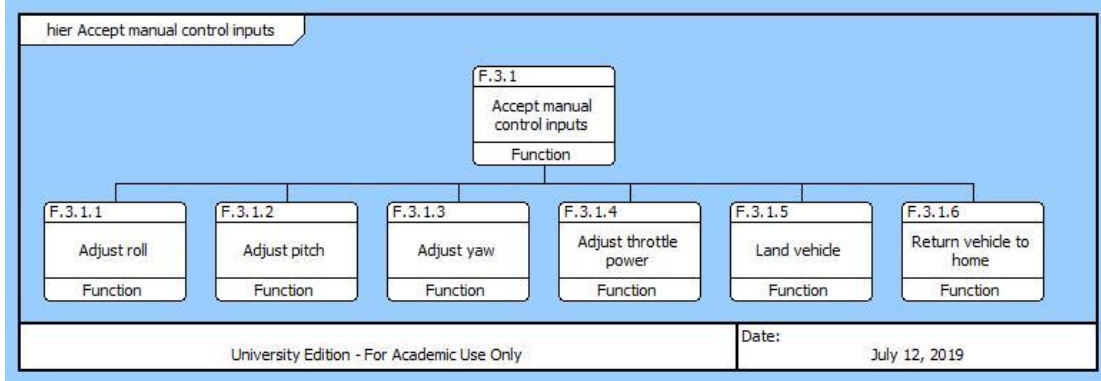 hier Accept manual control inputs
F.3.1
Accept manual
control inputs
Function
F.3.1.1
Adjust roll
Function
F.3.1.2
Adjust pitch
Function
F.3.1.3
Adjust yaw
Function
F.3.1.4
Adjust throttle
power
Function
F.3.1.5
Land vehicle
Function
F.3.1.6
Return vehicle to
home
Function
University Edition - For Academic Use Only
Date:
July 12, 2019